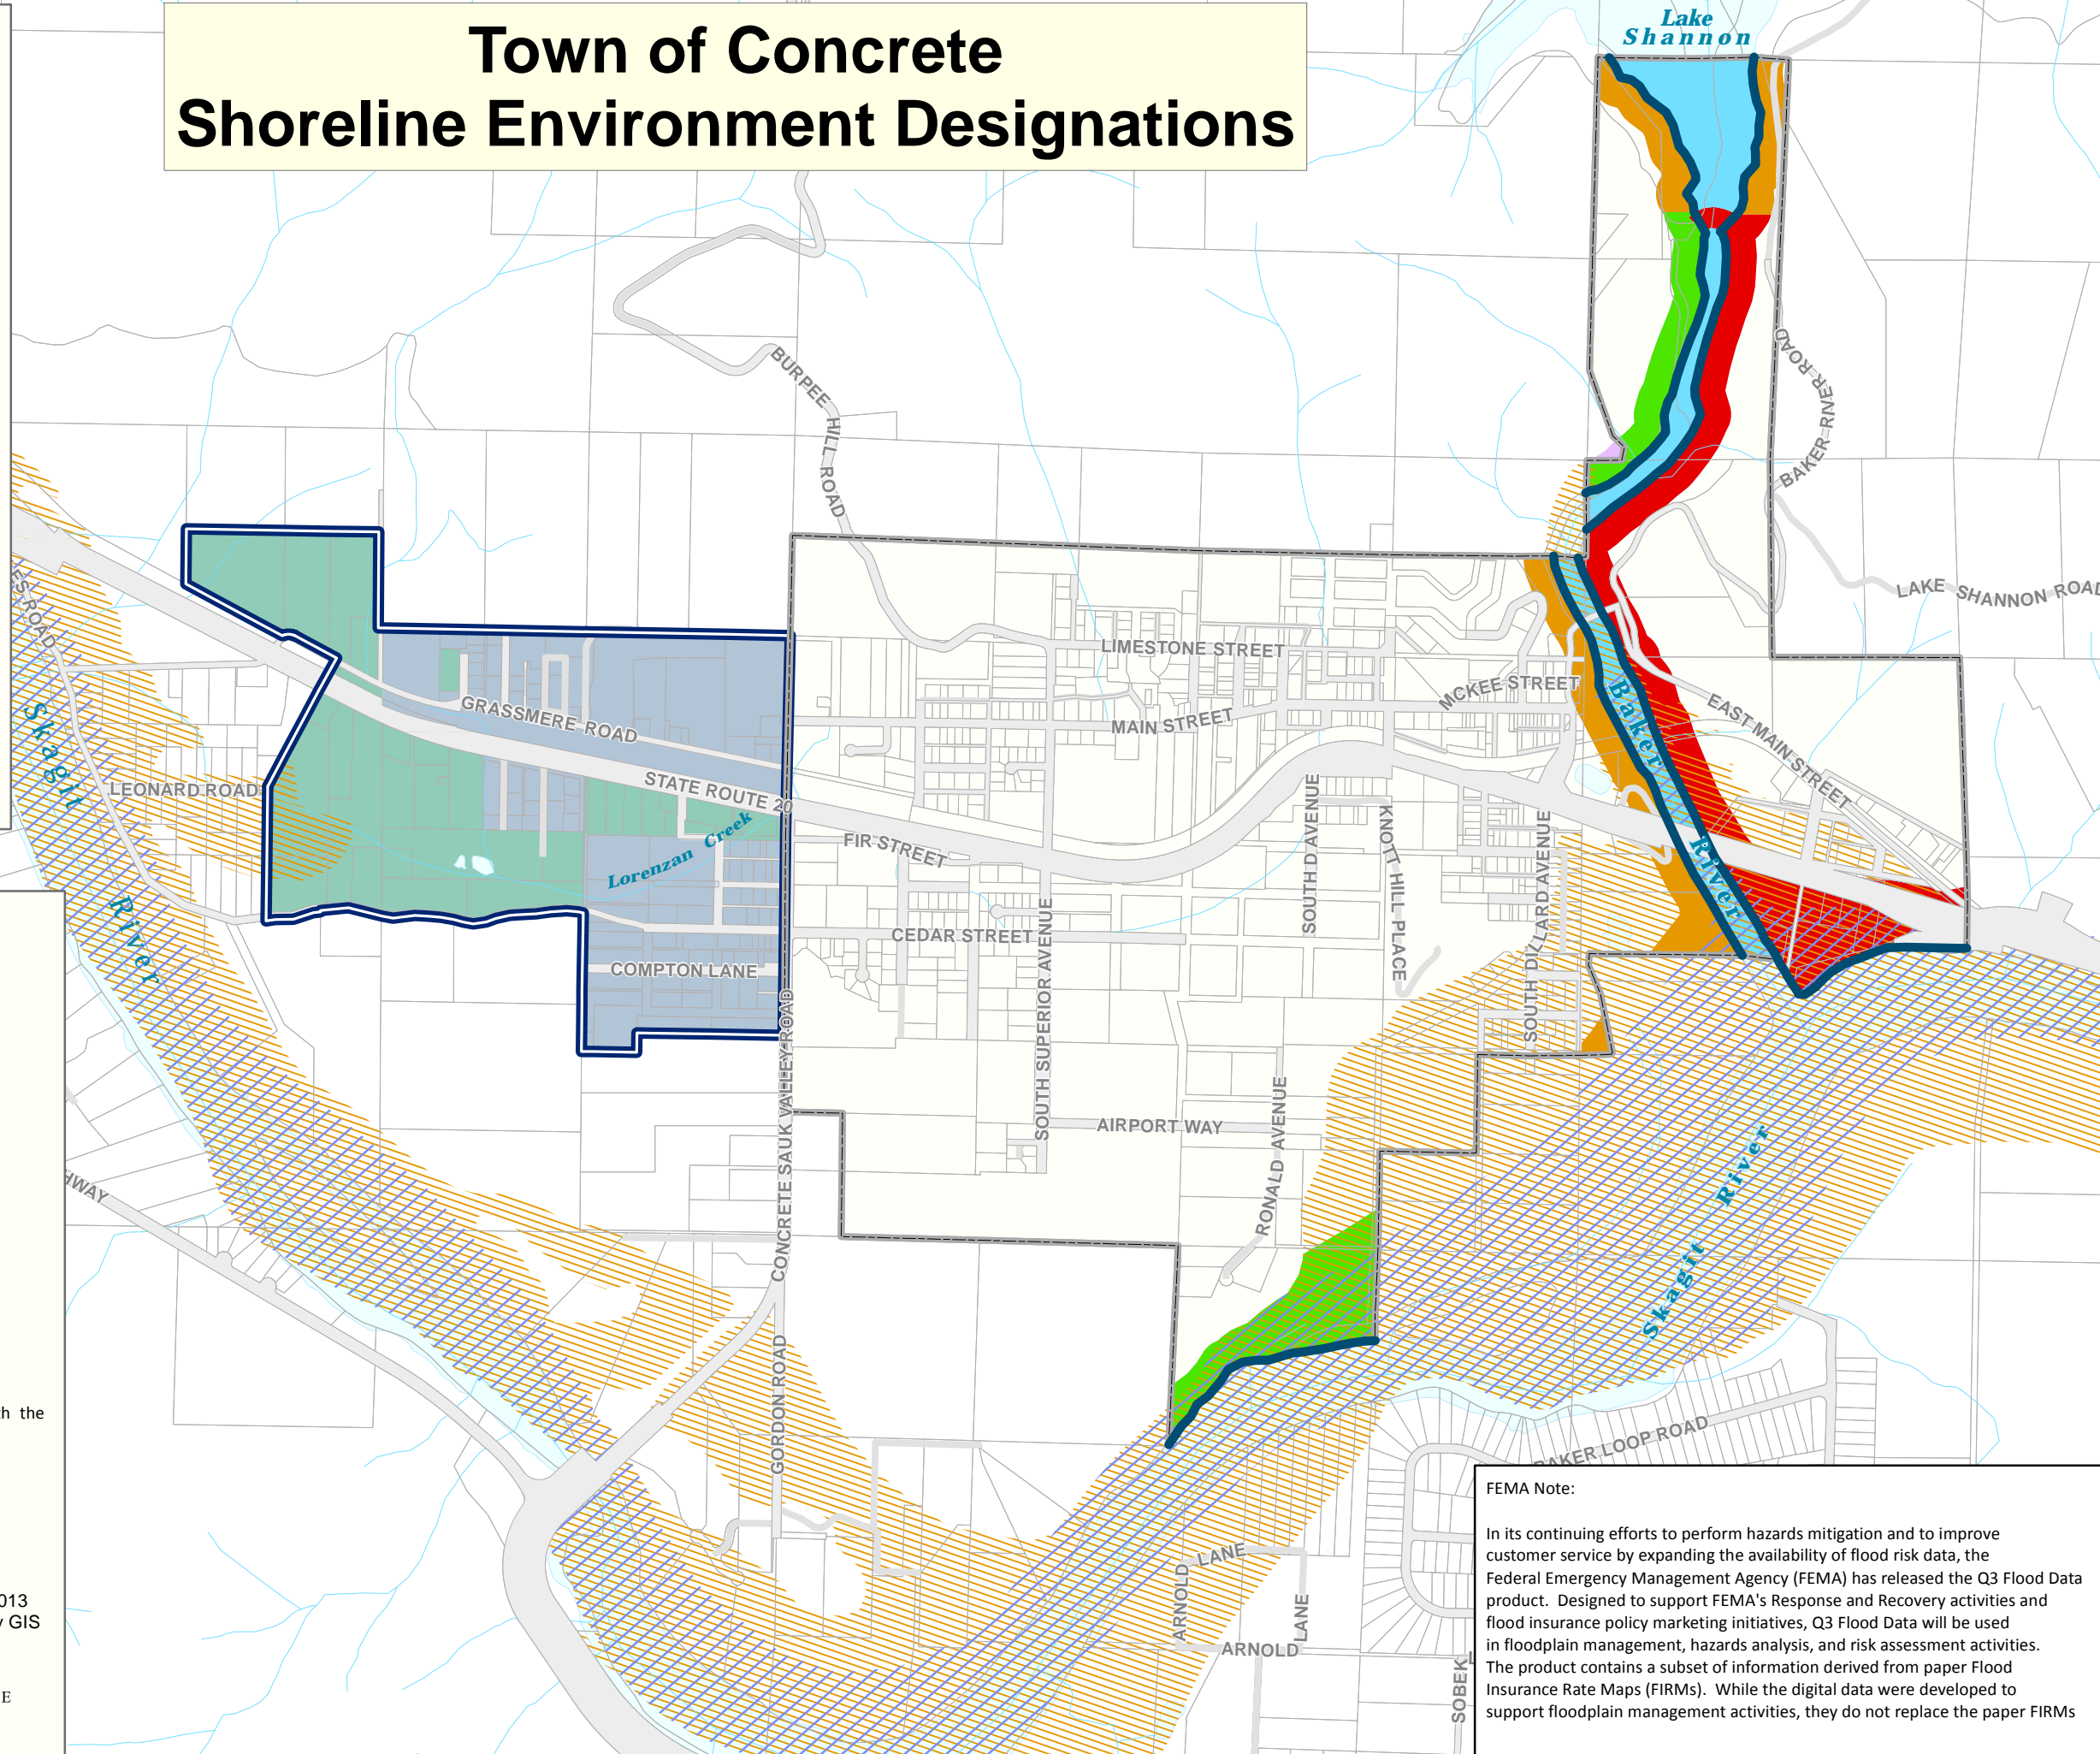 Town of Concrete
Shoreline Environment Designations
Lake
Shannon
BURPEE HILL ROAD
BAKER RIVER ROAD
LAKE SHANNON ROAD
LIMESTONE STREET
MCKEE STREET
MAIN STREET
EAST MAIN STREET
Baker River
GRASSMERE ROAD
STATE ROUTE 20
LEONARD ROAD
Skagit River
Lorenzan Creek
FIR STREET
SOUTH D AVENUE
KNOTT HILL PLACE
SOUTH DILLARD AVENUE
CEDAR STREET
COMPTON LANE
SOUTH SUPERIOR AVENUE
CONCRETE SAUK VALLEY ROAD
AIRPORT WAY
RONALD AVENUE
Skagit River
HWAY
GORDON ROAD
BAKER LOOP ROAD
ARNOLD LANE
ARNOLD LANE
SOBEK L
ES ROAD
h the
013
y GIS
E
FEMA Note:
In its continuing efforts to perform hazards mitigation and to improve
customer service by expanding the availability of flood risk data, the
Federal Emergency Management Agency (FEMA) has released the Q3 Flood Data
product. Designed to support FEMA's Response and Recovery activities and
flood insurance policy marketing initiatives, Q3 Flood Data will be used
in floodplain management, hazards analysis, and risk assessment activities.
The product contains a subset of information derived from paper Flood
Insurance Rate Maps (FIRMs). While the digital data were developed to
support floodplain management activities, they do not replace the paper FIRMs